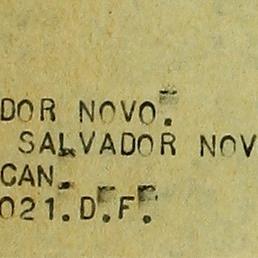 DOR NOVO.
SALVADOR NOV
CAN.
021.D.F.